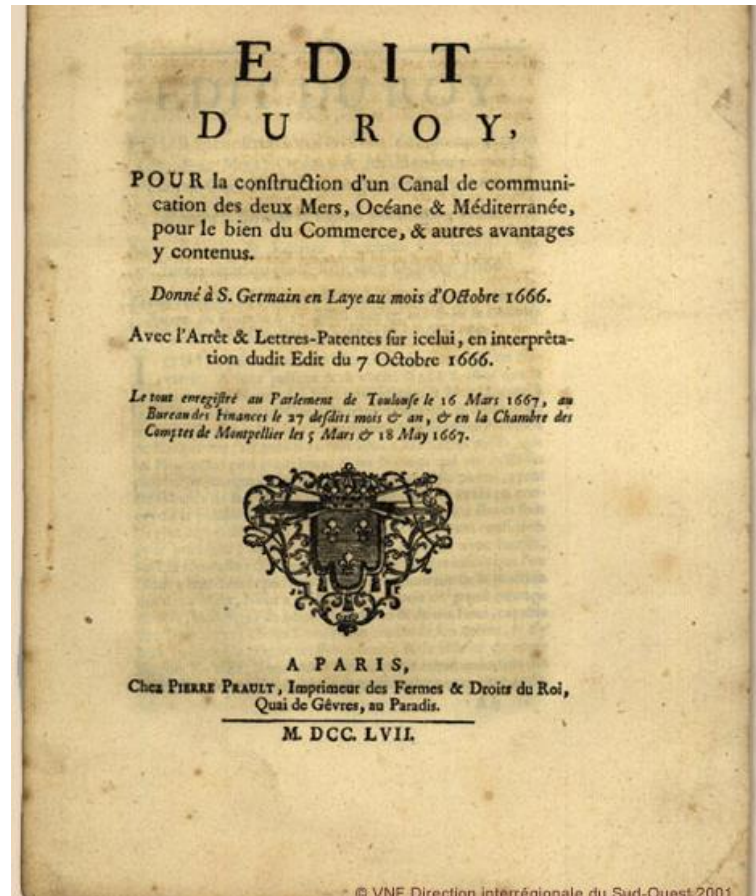 EDIT
DU ROY,
POUR la conſtruction d'un Canal de communi-
cation des deux Mers, Océane & Méditerranée,
pour le bien du Commerce, & autres avantages
y contenus.
Donné à S. Germain en Laye au mois d'Octobre 1666.
Avec l'Arrêt & Lettres-Patentes ſur icelui, en interprêta-
tion dudit Edit du 7 Octobre 1666.
Le tout enregiſtré au Parlement de Toulouſe le 16 Mars 1667, au
Bureau des Finances le 27 deſdits mois & an, & en la Chambre des
Comptes de Montpellier les 5 Mars & 18 May 1667.
A PARIS,
Chez PIERRE PRAULT, Imprimeur des Fermes & Droits du Roi,
Quai de Gêvres, au Paradis.
M. DCC. LVII.
© VNF Direction interrégionale du Sud-Ouest 2001